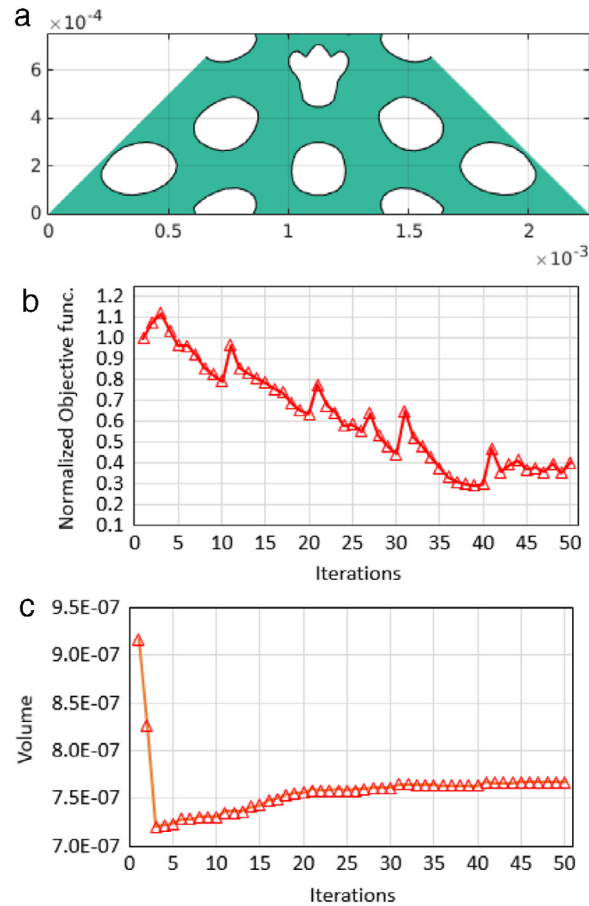 a
×10⁻⁴
6
4
2
0
0 0.5 1 1.5 2
×10⁻³
b
Normalized Objective func.
1.2
1.1
1.0
0.9
0.8
0.7
0.6
0.5
0.4
0.3
0.2
0.1
0 5 10 15 20 25 30 35 40 45 50
Iterations
c
Volume
9.5E-07
9.0E-07
8.5E-07
8.0E-07
7.5E-07
7.0E-07
0 5 10 15 20 25 30 35 40 45 50
Iterations